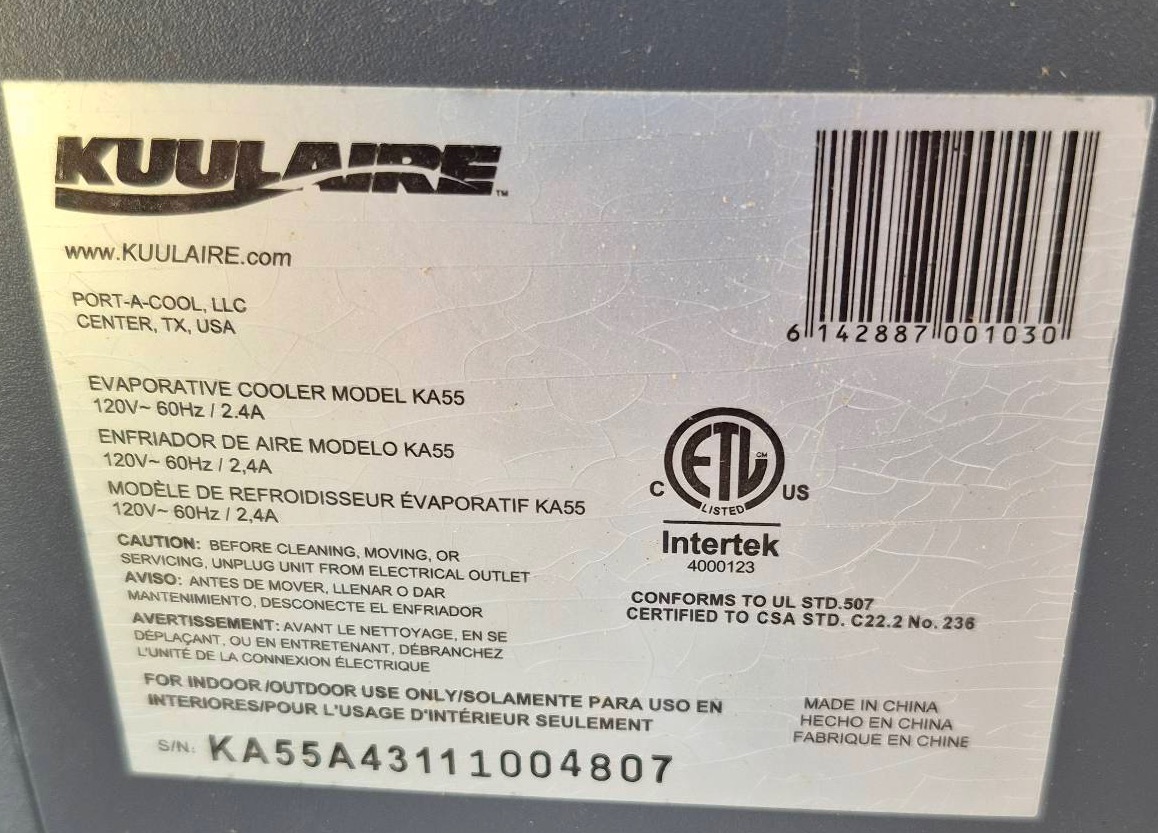 KUULAIRE™
www.KUULAIRE.com
PORT-A-COOL, LLC
CENTER, TX, USA
6 142887 001030
EVAPORATIVE COOLER MODEL KA55
120V~ 60Hz / 2.4A
ENFRIADOR DE AIRE MODELO KA55
120V~ 60Hz / 2,4A
MODÈLE DE REFROIDISSEUR ÉVAPORATIF KA55
120V~ 60Hz / 2,4A
CAUTION: BEFORE CLEANING, MOVING, OR
SERVICING, UNPLUG UNIT FROM ELECTRICAL OUTLET
AVISO: ANTES DE MOVER, LLENAR O DAR
MANTENIMIENTO, DESCONECTE EL ENFRIADOR
AVERTISSEMENT: AVANT LE NETTOYAGE, EN SE
DÉPLAÇANT, OU EN ENTRETENANT, DÉBRANCHEZ
L'UNITÉ DE LA CONNEXION ÉLECTRIQUE
FOR INDOOR/OUTDOOR USE ONLY/SOLAMENTE PARA USO EN
INTERIORES/POUR L'USAGE D'INTÉRIEUR SEULEMENT
S/N: KA55A43111004807
ETL CM
LISTED
C US
Intertek
4000123
CONFORMS TO UL STD.507
CERTIFIED TO CSA STD. C22.2 No. 236
MADE IN CHINA
HECHO EN CHINA
FABRIQUE EN CHINE